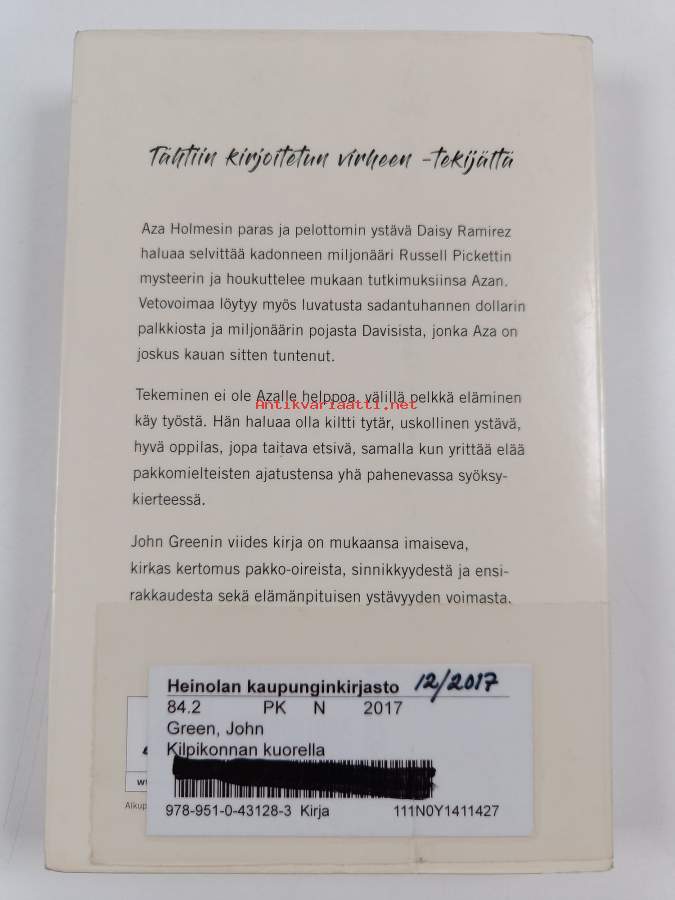 Tähtiin kirjoitetun virheen -tekijältä
Aza Holmesin paras ja pelottomin ystävä Daisy Ramirez
haluaa selvittää kadonneen miljonääri Russell Pickettin
mysteerin ja houkuttelee mukaan tutkimuksiinsa Azan.
Vetovoimaa löytyy myös luvatusta sadantuhannen dollarin
palkkiosta ja miljonäärin pojasta Davisista, jonka Aza on
joskus kauan sitten tuntenut.
Tekeminen ei ole Azalle helppoa, välillä pelkkä eläminen
Antikvariaatti.net
käy työstä. Hän haluaa olla kiltti tytär, uskollinen ystävä,
hyvä oppilas, jopa taitava etsivä, samalla kun yrittää elää
pakkomielteisten ajatustensa yhä pahenevassa syöksy-
kierteessä.
John Greenin viides kirja on mukaansa imaiseva,
kirkas kertomus pakko-oireista, sinnikkyydestä ja ensi-
rakkaudesta sekä elämänpituisen ystävyyden voimasta.
Heinolan kaupunginkirjasto 12/2017
84.2 PK N 2017
Green, John
Kilpikonnan kuorella
978-951-0-43128-3 Kirja 111N0Y1411427